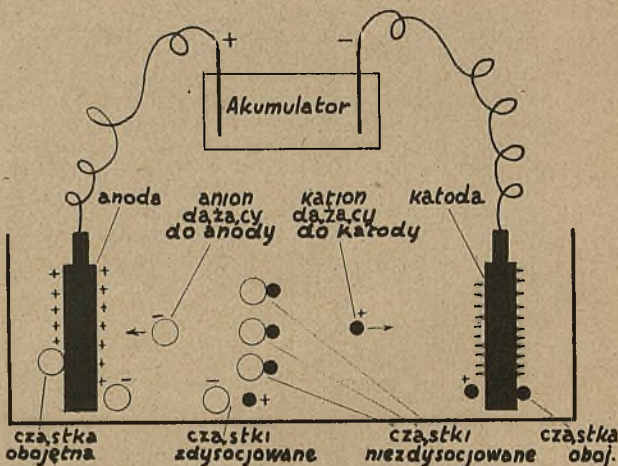 + −
Akumulator
anoda
anion
dążący
do anody
kation
dążący
do katody
katoda
cząstka
obojętna
cząstki
zdysocjowane
cząstki
niezdysocjowane
cząstka
oboj.